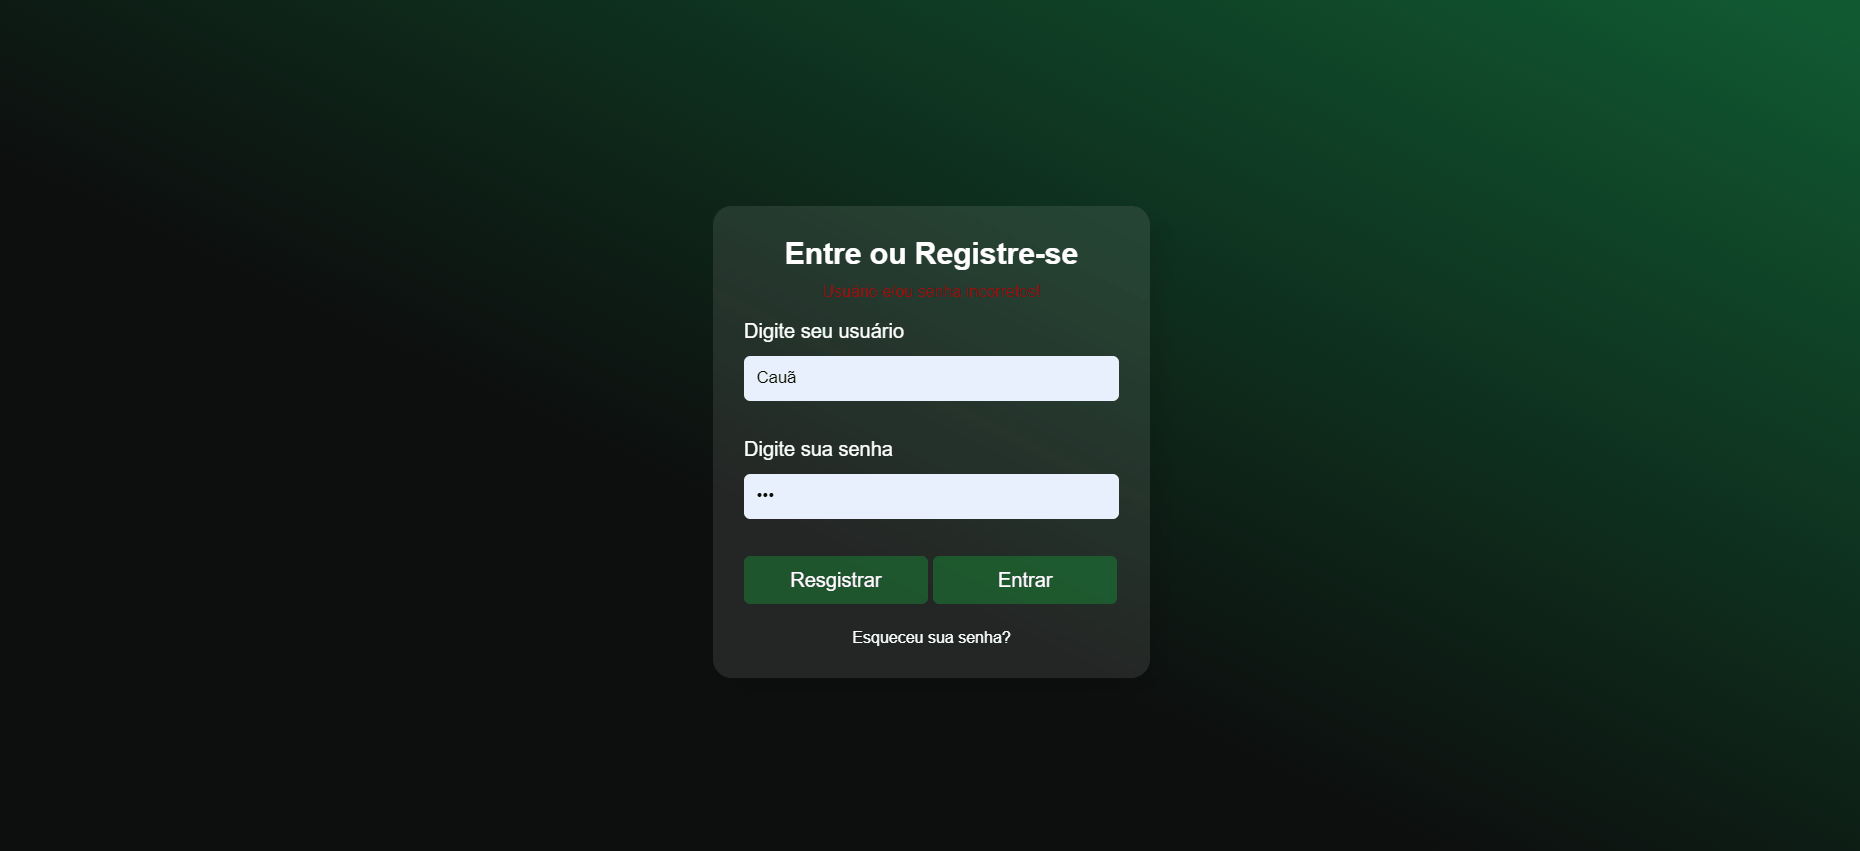 Entre ou Registre-se
Usuário e/ou senha incorretos!
Digite seu usuário
Cauã
Digite sua senha
•••
Resgistrar
Entrar
Esqueceu sua senha?